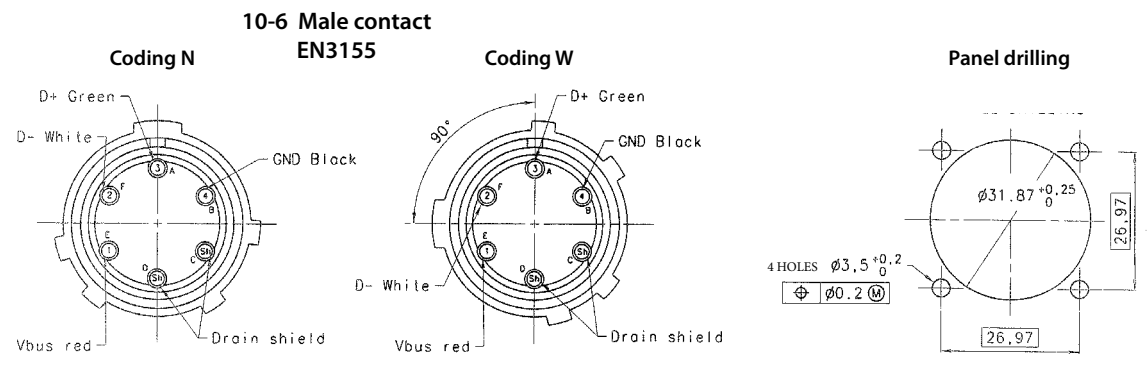 10-6 Male contact
EN3155
Coding N
Coding W
Panel drilling
D+ Green
D- White
GND Black
3
A
F
2
4
B
E
1
D
Sh
C
Sh
Vbus red
Drain shield
90°
D+ Green
GND Black
3
A
F
2
4
B
E
1
D
Sh
C
Sh
D- White
Vbus red
Drain shield
Ø31.87 +0,25
0
26,97
4 HOLES Ø3,5 +0,2
0
⌖ Ø0.2 Ⓜ
26,97